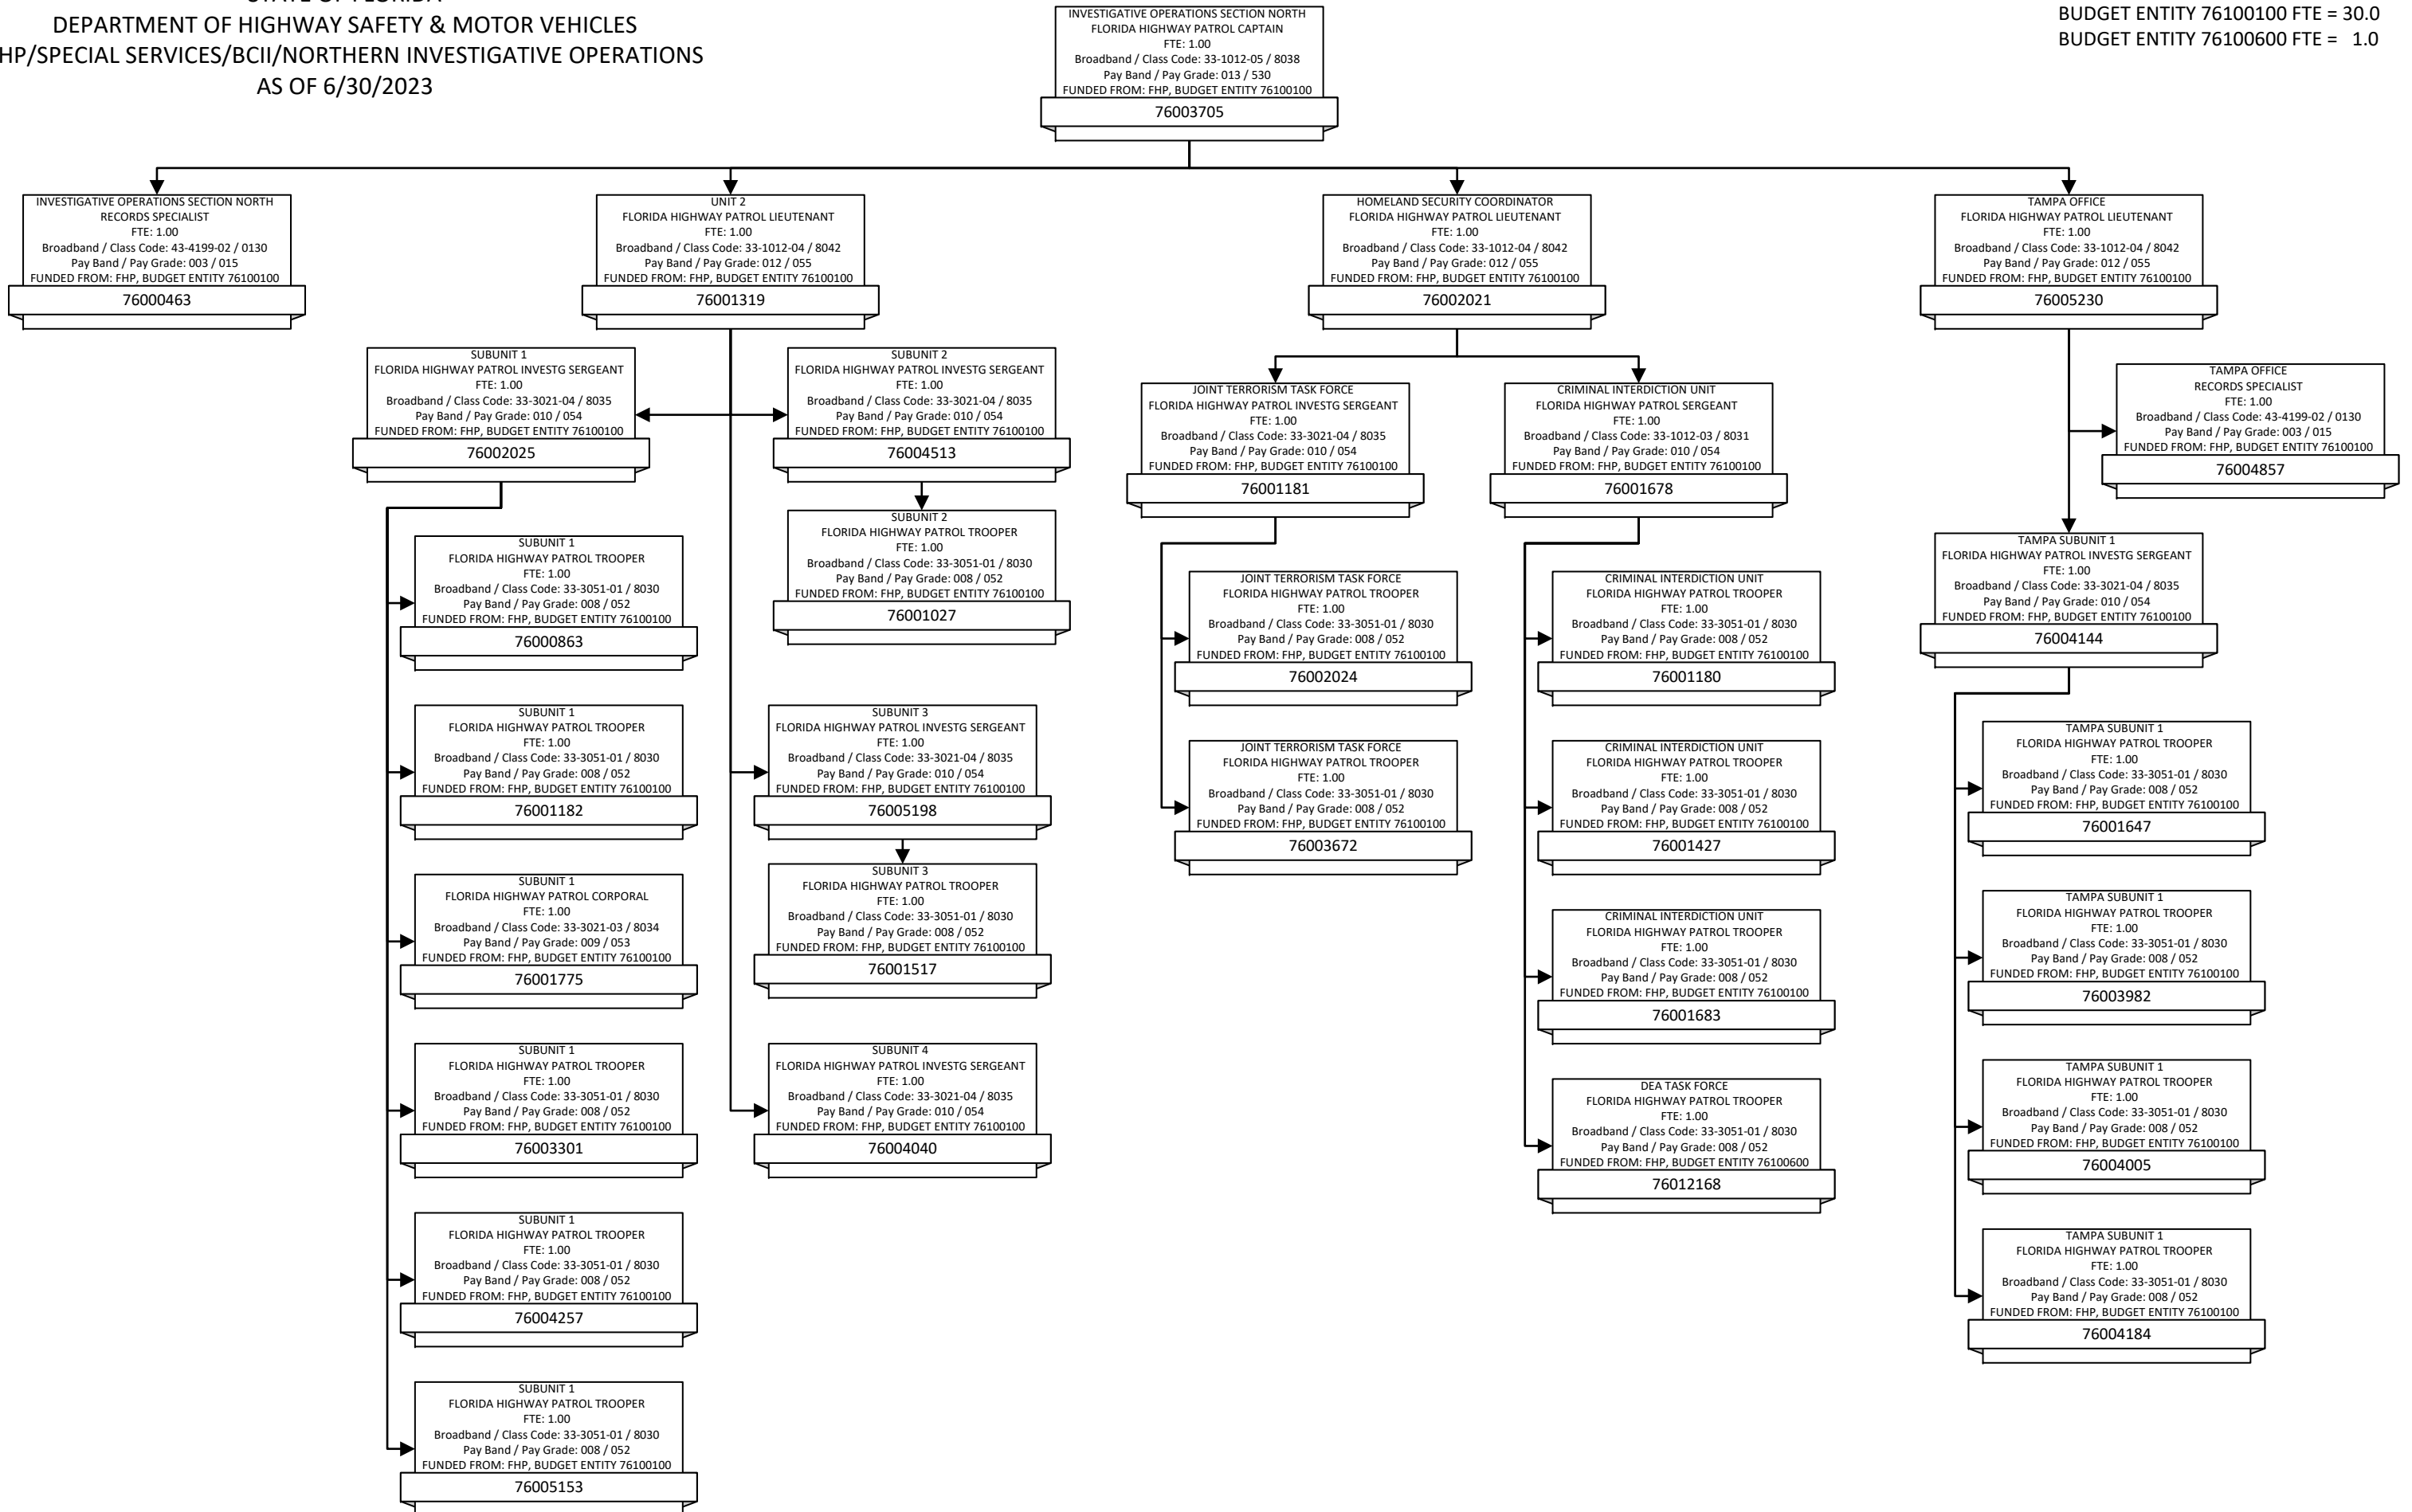 STATE OF FLORIDA
DEPARTMENT OF HIGHWAY SAFETY & MOTOR VEHICLES
HP/SPECIAL SERVICES/BCII/NORTHERN INVESTIGATIVE OPERATIONS
AS OF 6/30/2023
BUDGET ENTITY 76100100 FTE = 30.0
BUDGET ENTITY 76100600 FTE = 1.0
INVESTIGATIVE OPERATIONS SECTION NORTH
FLORIDA HIGHWAY PATROL CAPTAIN
FTE: 1.00
Broadband / Class Code: 33-1012-05 / 8038
Pay Band / Pay Grade: 013 / 530
FUNDED FROM: FHP, BUDGET ENTITY 76100100
76003705
INVESTIGATIVE OPERATIONS SECTION NORTH
RECORDS SPECIALIST
FTE: 1.00
Broadband / Class Code: 43-4199-02 / 0130
Pay Band / Pay Grade: 003 / 015
FUNDED FROM: FHP, BUDGET ENTITY 76100100
76000463
UNIT 2
FLORIDA HIGHWAY PATROL LIEUTENANT
FTE: 1.00
Broadband / Class Code: 33-1012-04 / 8042
Pay Band / Pay Grade: 012 / 055
FUNDED FROM: FHP, BUDGET ENTITY 76100100
76001319
HOMELAND SECURITY COORDINATOR
FLORIDA HIGHWAY PATROL LIEUTENANT
FTE: 1.00
Broadband / Class Code: 33-1012-04 / 8042
Pay Band / Pay Grade: 012 / 055
FUNDED FROM: FHP, BUDGET ENTITY 76100100
76002021
TAMPA OFFICE
FLORIDA HIGHWAY PATROL LIEUTENANT
FTE: 1.00
Broadband / Class Code: 33-1012-04 / 8042
Pay Band / Pay Grade: 012 / 055
FUNDED FROM: FHP, BUDGET ENTITY 76100100
76005230
SUBUNIT 1
FLORIDA HIGHWAY PATROL INVESTG SERGEANT
FTE: 1.00
Broadband / Class Code: 33-3021-04 / 8035
Pay Band / Pay Grade: 010 / 054
FUNDED FROM: FHP, BUDGET ENTITY 76100100
76002025
SUBUNIT 2
FLORIDA HIGHWAY PATROL INVESTG SERGEANT
FTE: 1.00
Broadband / Class Code: 33-3021-04 / 8035
Pay Band / Pay Grade: 010 / 054
FUNDED FROM: FHP, BUDGET ENTITY 76100100
76004513
JOINT TERRORISM TASK FORCE
FLORIDA HIGHWAY PATROL INVESTG SERGEANT
FTE: 1.00
Broadband / Class Code: 33-3021-04 / 8035
Pay Band / Pay Grade: 010 / 054
FUNDED FROM: FHP, BUDGET ENTITY 76100100
76001181
CRIMINAL INTERDICTION UNIT
FLORIDA HIGHWAY PATROL SERGEANT
FTE: 1.00
Broadband / Class Code: 33-1012-03 / 8031
Pay Band / Pay Grade: 010 / 054
FUNDED FROM: FHP, BUDGET ENTITY 76100100
76001678
TAMPA OFFICE
RECORDS SPECIALIST
FTE: 1.00
Broadband / Class Code: 43-4199-02 / 0130
Pay Band / Pay Grade: 003 / 015
FUNDED FROM: FHP, BUDGET ENTITY 76100100
76004857
SUBUNIT 1
FLORIDA HIGHWAY PATROL TROOPER
FTE: 1.00
Broadband / Class Code: 33-3051-01 / 8030
Pay Band / Pay Grade: 008 / 052
FUNDED FROM: FHP, BUDGET ENTITY 76100100
76000863
SUBUNIT 2
FLORIDA HIGHWAY PATROL TROOPER
FTE: 1.00
Broadband / Class Code: 33-3051-01 / 8030
Pay Band / Pay Grade: 008 / 052
FUNDED FROM: FHP, BUDGET ENTITY 76100100
76001027
JOINT TERRORISM TASK FORCE
FLORIDA HIGHWAY PATROL TROOPER
FTE: 1.00
Broadband / Class Code: 33-3051-01 / 8030
Pay Band / Pay Grade: 008 / 052
FUNDED FROM: FHP, BUDGET ENTITY 76100100
76002024
CRIMINAL INTERDICTION UNIT
FLORIDA HIGHWAY PATROL TROOPER
FTE: 1.00
Broadband / Class Code: 33-3051-01 / 8030
Pay Band / Pay Grade: 008 / 052
FUNDED FROM: FHP, BUDGET ENTITY 76100100
76001180
TAMPA SUBUNIT 1
FLORIDA HIGHWAY PATROL INVESTG SERGEANT
FTE: 1.00
Broadband / Class Code: 33-3021-04 / 8035
Pay Band / Pay Grade: 010 / 054
FUNDED FROM: FHP, BUDGET ENTITY 76100100
76004144
SUBUNIT 1
FLORIDA HIGHWAY PATROL TROOPER
FTE: 1.00
Broadband / Class Code: 33-3051-01 / 8030
Pay Band / Pay Grade: 008 / 052
FUNDED FROM: FHP, BUDGET ENTITY 76100100
76001182
SUBUNIT 3
FLORIDA HIGHWAY PATROL INVESTG SERGEANT
FTE: 1.00
Broadband / Class Code: 33-3021-04 / 8035
Pay Band / Pay Grade: 010 / 054
FUNDED FROM: FHP, BUDGET ENTITY 76100100
76005198
JOINT TERRORISM TASK FORCE
FLORIDA HIGHWAY PATROL TROOPER
FTE: 1.00
Broadband / Class Code: 33-3051-01 / 8030
Pay Band / Pay Grade: 008 / 052
FUNDED FROM: FHP, BUDGET ENTITY 76100100
76003672
CRIMINAL INTERDICTION UNIT
FLORIDA HIGHWAY PATROL TROOPER
FTE: 1.00
Broadband / Class Code: 33-3051-01 / 8030
Pay Band / Pay Grade: 008 / 052
FUNDED FROM: FHP, BUDGET ENTITY 76100100
76001427
TAMPA SUBUNIT 1
FLORIDA HIGHWAY PATROL TROOPER
FTE: 1.00
Broadband / Class Code: 33-3051-01 / 8030
Pay Band / Pay Grade: 008 / 052
FUNDED FROM: FHP, BUDGET ENTITY 76100100
76001647
SUBUNIT 1
FLORIDA HIGHWAY PATROL CORPORAL
FTE: 1.00
Broadband / Class Code: 33-3021-03 / 8034
Pay Band / Pay Grade: 009 / 053
FUNDED FROM: FHP, BUDGET ENTITY 76100100
76001775
SUBUNIT 3
FLORIDA HIGHWAY PATROL TROOPER
FTE: 1.00
Broadband / Class Code: 33-3051-01 / 8030
Pay Band / Pay Grade: 008 / 052
FUNDED FROM: FHP, BUDGET ENTITY 76100100
76001517
CRIMINAL INTERDICTION UNIT
FLORIDA HIGHWAY PATROL TROOPER
FTE: 1.00
Broadband / Class Code: 33-3051-01 / 8030
Pay Band / Pay Grade: 008 / 052
FUNDED FROM: FHP, BUDGET ENTITY 76100100
76001683
TAMPA SUBUNIT 1
FLORIDA HIGHWAY PATROL TROOPER
FTE: 1.00
Broadband / Class Code: 33-3051-01 / 8030
Pay Band / Pay Grade: 008 / 052
FUNDED FROM: FHP, BUDGET ENTITY 76100100
76003982
SUBUNIT 1
FLORIDA HIGHWAY PATROL TROOPER
FTE: 1.00
Broadband / Class Code: 33-3051-01 / 8030
Pay Band / Pay Grade: 008 / 052
FUNDED FROM: FHP, BUDGET ENTITY 76100100
76003301
SUBUNIT 4
FLORIDA HIGHWAY PATROL INVESTG SERGEANT
FTE: 1.00
Broadband / Class Code: 33-3021-04 / 8035
Pay Band / Pay Grade: 010 / 054
FUNDED FROM: FHP, BUDGET ENTITY 76100100
76004040
DEA TASK FORCE
FLORIDA HIGHWAY PATROL TROOPER
FTE: 1.00
Broadband / Class Code: 33-3051-01 / 8030
Pay Band / Pay Grade: 008 / 052
FUNDED FROM: FHP, BUDGET ENTITY 76100600
76012168
TAMPA SUBUNIT 1
FLORIDA HIGHWAY PATROL TROOPER
FTE: 1.00
Broadband / Class Code: 33-3051-01 / 8030
Pay Band / Pay Grade: 008 / 052
FUNDED FROM: FHP, BUDGET ENTITY 76100100
76004005
SUBUNIT 1
FLORIDA HIGHWAY PATROL TROOPER
FTE: 1.00
Broadband / Class Code: 33-3051-01 / 8030
Pay Band / Pay Grade: 008 / 052
FUNDED FROM: FHP, BUDGET ENTITY 76100100
76004257
TAMPA SUBUNIT 1
FLORIDA HIGHWAY PATROL TROOPER
FTE: 1.00
Broadband / Class Code: 33-3051-01 / 8030
Pay Band / Pay Grade: 008 / 052
FUNDED FROM: FHP, BUDGET ENTITY 76100100
76004184
SUBUNIT 1
FLORIDA HIGHWAY PATROL TROOPER
FTE: 1.00
Broadband / Class Code: 33-3051-01 / 8030
Pay Band / Pay Grade: 008 / 052
FUNDED FROM: FHP, BUDGET ENTITY 76100100
76005153